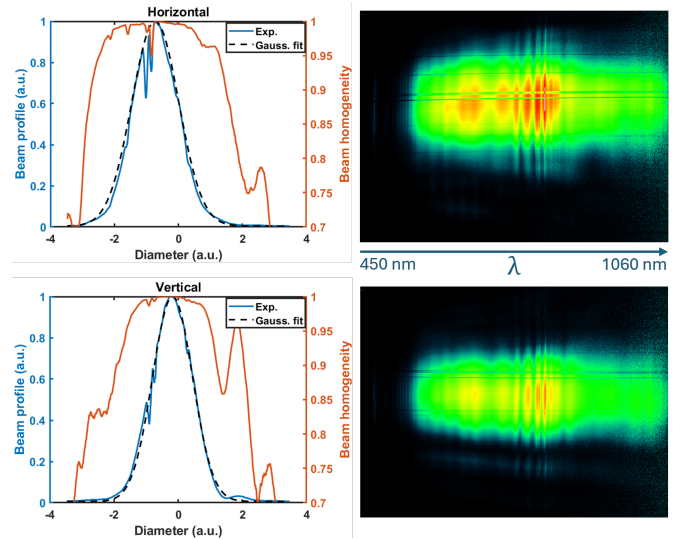 Horizontal
1
0.8
0.6
0.4
0.2
0
Beam profile (a.u.)
Exp.
Gauss. fit
1
0.95
0.9
0.85
0.8
0.75
0.7
Beam homogeneity
-4
-2
0
2
4
Diameter (a.u.)
450 nm
λ
1060 nm
Vertical
1
0.8
0.6
0.4
0.2
0
Beam profile (a.u.)
Exp.
Gauss. fit
1
0.95
0.9
0.85
0.8
0.75
0.7
Beam homogeneity
-4
-2
0
2
4
Diameter (a.u.)